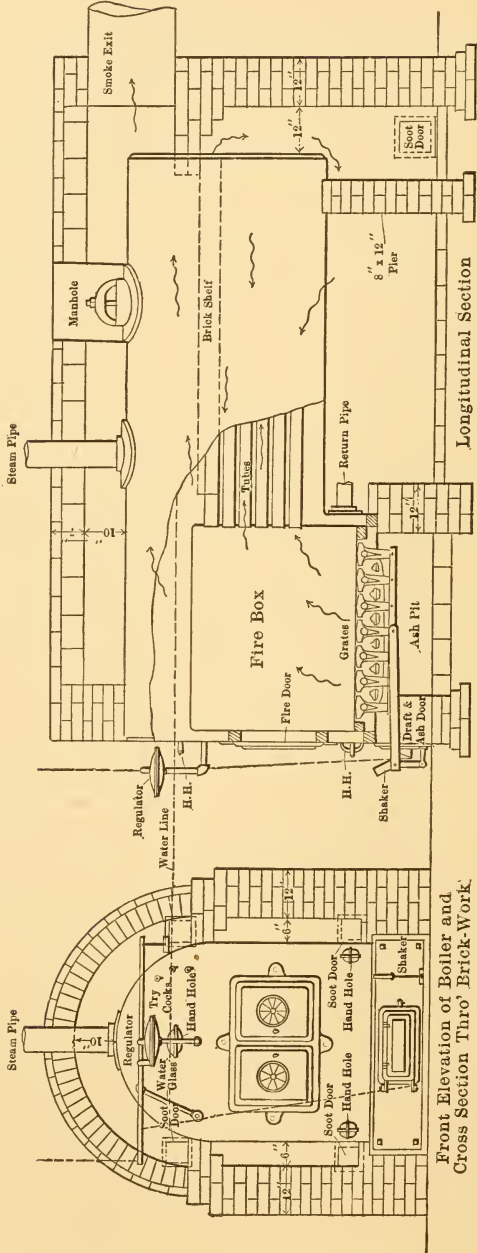 Steam Pipe
10"
Regulator
Try
Cocks
Water
Glass
Hand Hole
Soot
Door
12"
6"
Soot Door
Hand Hole
Soot Door
Hand Hole
6"
12"
Shaker
Front Elevation of Boiler and
Cross Section Thro' Brick-Work.
Steam Pipe
Manhole
Smoke Exit
10"
Regulator
H.H.
Water Line
Fire Box
Fire Door
Tubes
Brick Shelf
12"
12"
Grates
H.H.
Return Pipe
Shaker
Draft &
Ash Door
Ash Pit
12"
8" x 12"
Pier
Soot
Door
Longitudinal Section